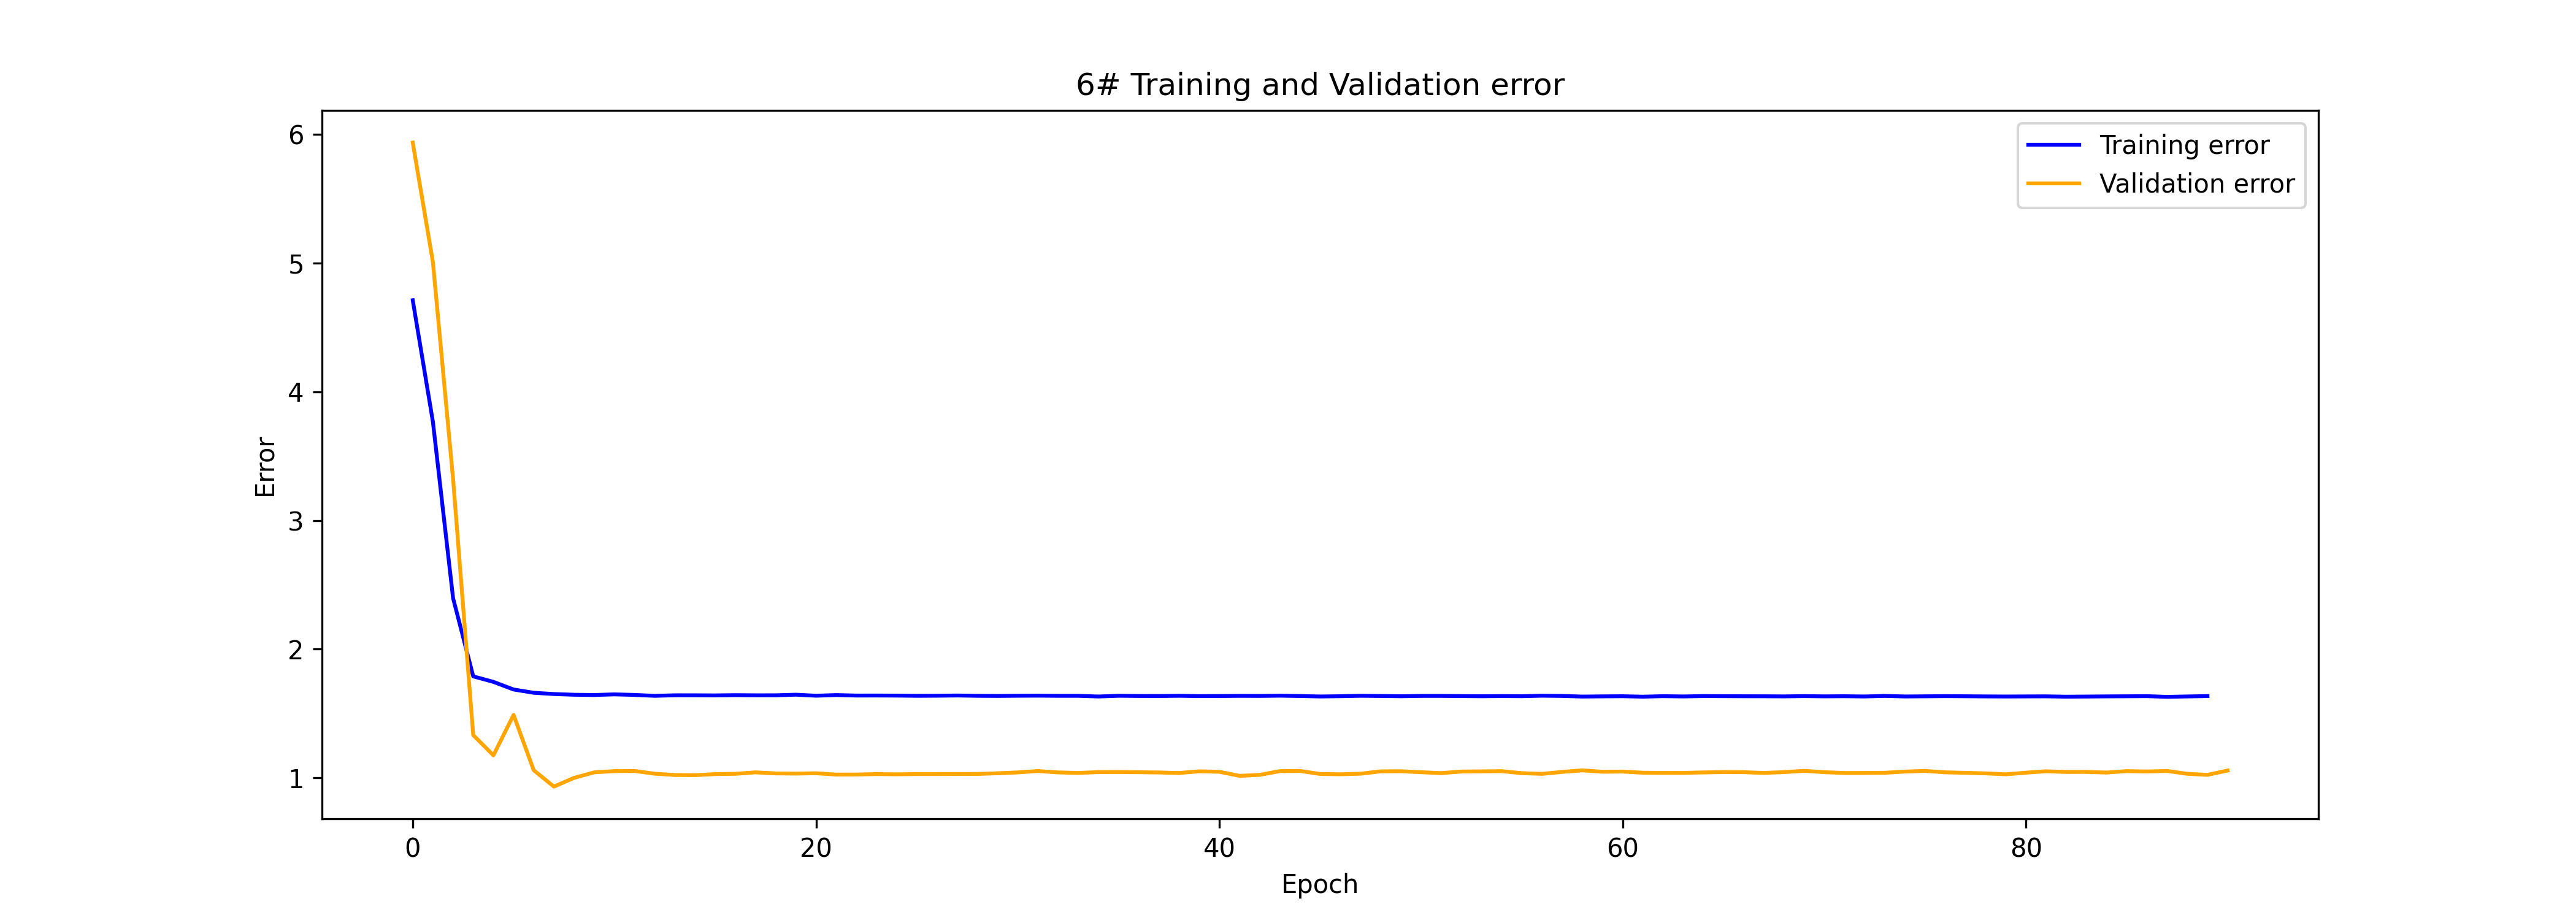 6# Training and Validation error
Training error
Validation error
6
5
4
3
2
1
Error
0 20 40 60 80
Epoch